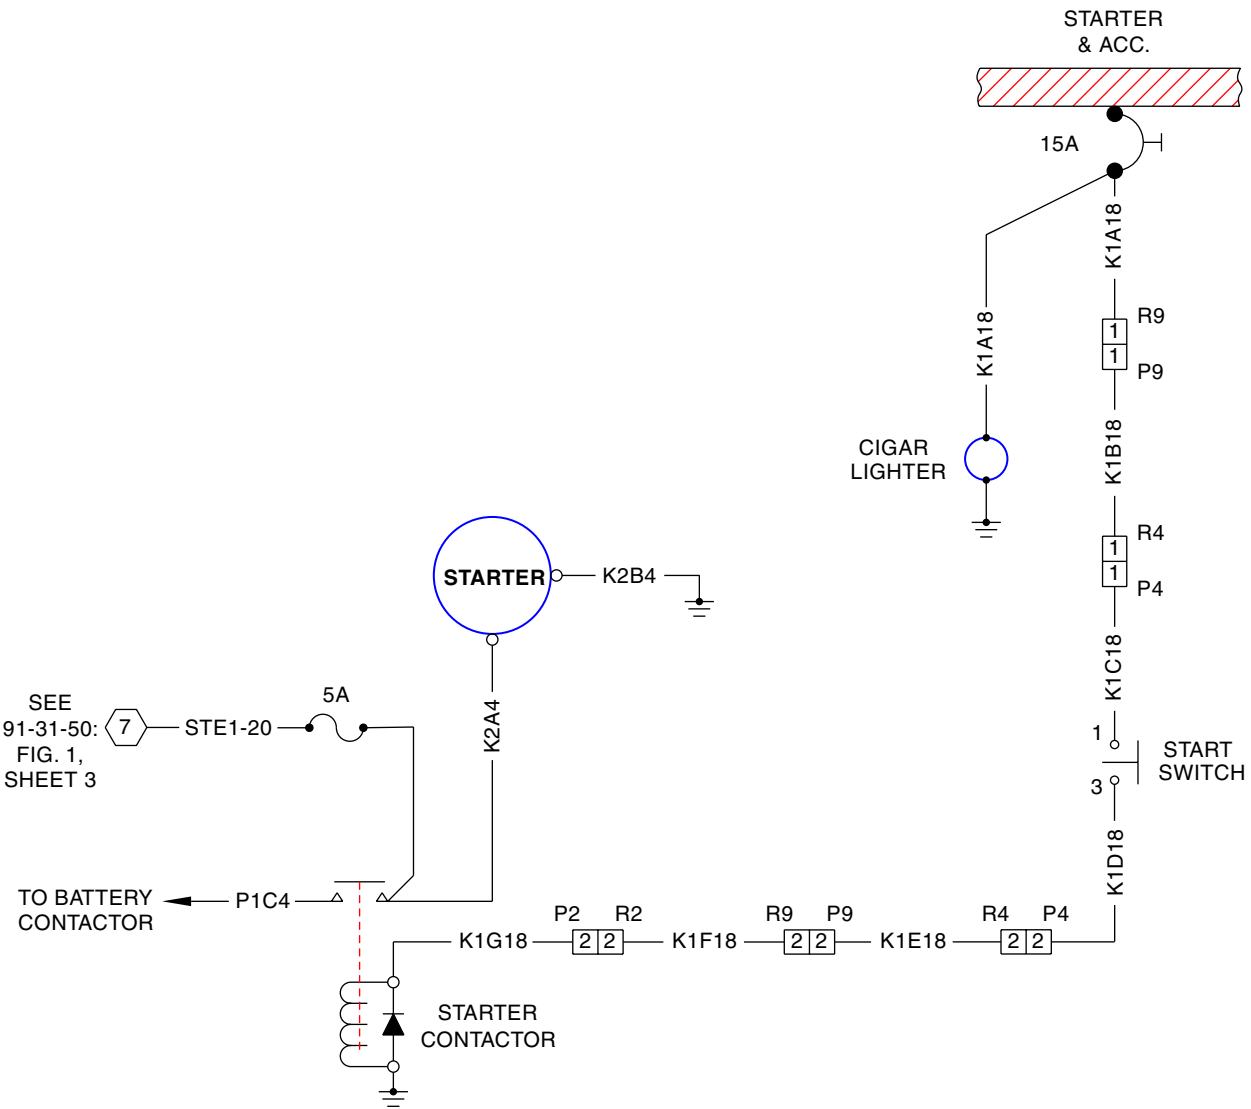 STARTER
& ACC.
15A
K1A18
K1A18
R9
1
1
P9
K1B18
CIGAR
LIGHTER
R4
1
1
P4
STARTER
K2B4
K1C18
SEE
91-31-50:
FIG. 1,
SHEET 3
7
STE1-20
5A
K2A4
1
3
START
SWITCH
K1D18
TO BATTERY
CONTACTOR
P1C4
P2 R2
R9 P9
R4 P4
K1G18
2 2
K1F18
2 2
K1E18
2 2
STARTER
CONTACTOR